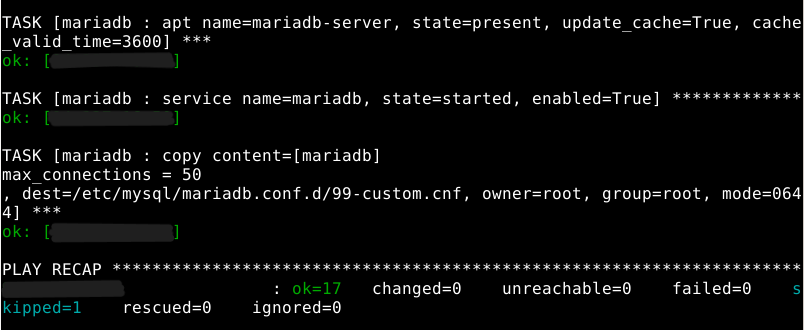 TASK [mariadb : apt name=mariadb-server, state=present, update_cache=True, cache
_valid_time=3600] ***
ok: [ ]
TASK [mariadb : service name=mariadb, state=started, enabled=True] *************
ok: [ ]
TASK [mariadb : copy content=[mariadb]
max_connections = 50
, dest=/etc/mysql/mariadb.conf.d/99-custom.cnf, owner=root, group=root, mode=064
4] ***
ok: [ ]
PLAY RECAP *********************************************************************
: ok=17 changed=0 unreachable=0 failed=0 s
kipped=1 rescued=0 ignored=0